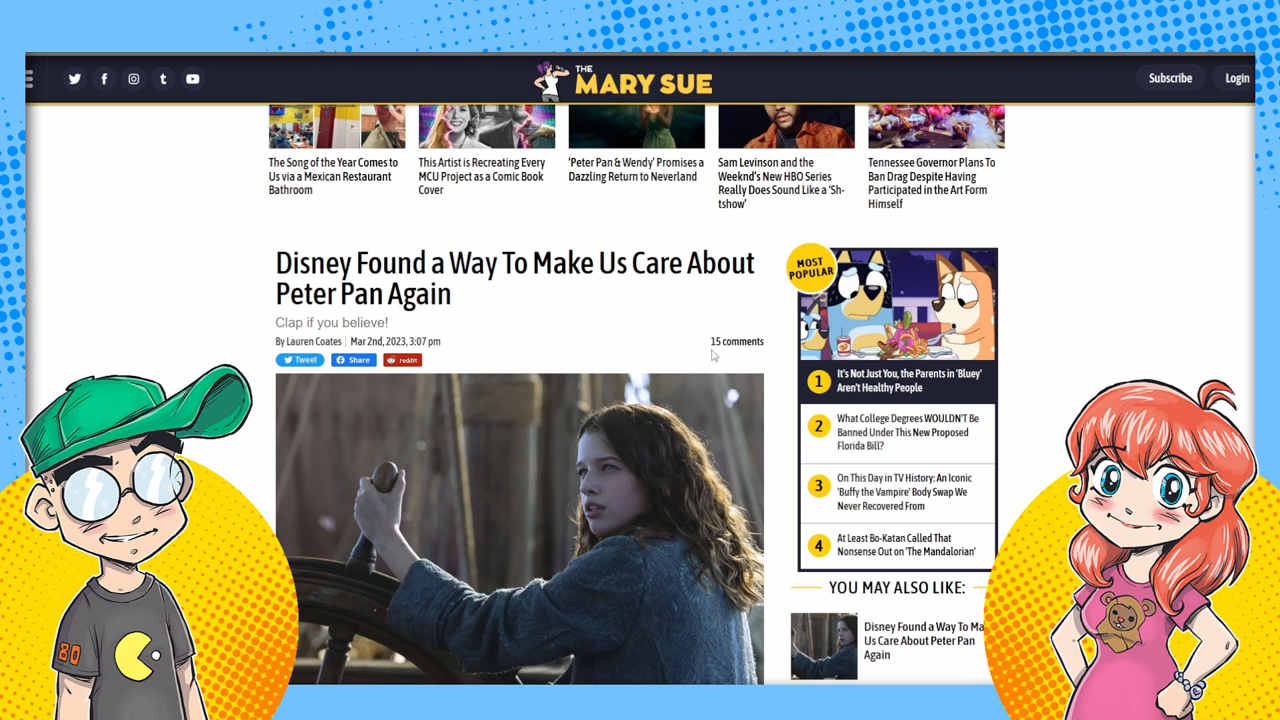 THE
MARY SUE
Subscribe
Login
The Song of the Year Comes to
Us via a Mexican Restaurant
Bathroom
This Artist is Recreating Every
MCU Project as a Comic Book
Cover
‘Peter Pan & Wendy’ Promises a
Dazzling Return to Neverland
Sam Levinson and the
Weeknd’s New HBO Series
Really Does Sound Like a ‘Sh-
tshow’
Tennessee Governor Plans To
Ban Drag Despite Having
Participated in the Art Form
Himself
Disney Found a Way To Make Us Care About
Peter Pan Again
Clap if you believe!
By Lauren Coates | Mar 2nd, 2023, 3:07 pm
15 comments
Tweet
Share
reddit
MOST
POPULAR
1
It's Not Just You, the Parents in 'Bluey'
Aren't Healthy People
2
What College Degrees WOULDN'T Be
Banned Under This New Proposed
Florida Bill?
3
On This Day in TV History: An Iconic
'Buffy the Vampire' Body Swap We
Never Recovered From
4
At Least Bo-Katan Called That
Nonsense Out on 'The Mandalorian'
YOU MAY ALSO LIKE:
Disney Found a Way To Ma
Us Care About Peter Pan
Again
80